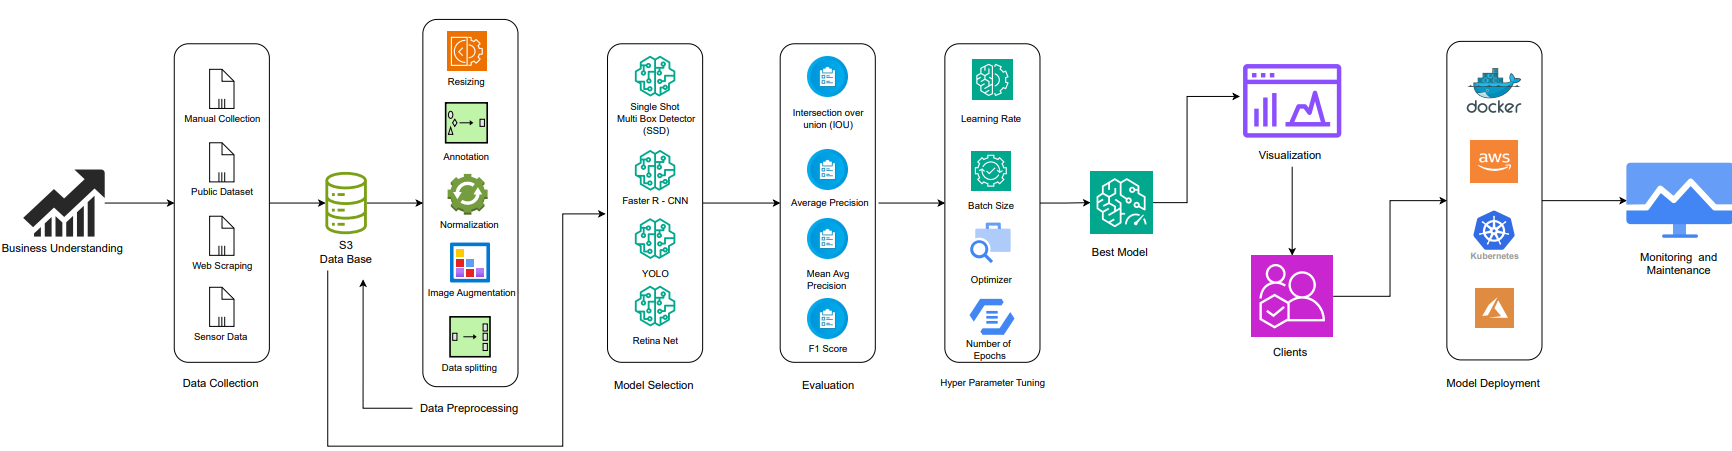 Business Understanding
Manual Collection
Public Dataset
Web Scraping
Sensor Data
Data Collection
S3
Data Base
Resizing
Annotation
Normalization
Image Augmentation
Data splitting
Data Preprocessing
Single Shot
Multi Box Detector
(SSD)
Faster R - CNN
YOLO
Retina Net
Model Selection
Intersection over
union (IOU)
Average Precision
Mean Avg
Precision
F1 Score
Evaluation
Learning Rate
Batch Size
Optimizer
Number of
Epochs
Hyper Parameter Tuning
Best Model
Visualization
Clients
docker
aws
Kubernetes
Model Deployment
Monitoring and
Maintenance